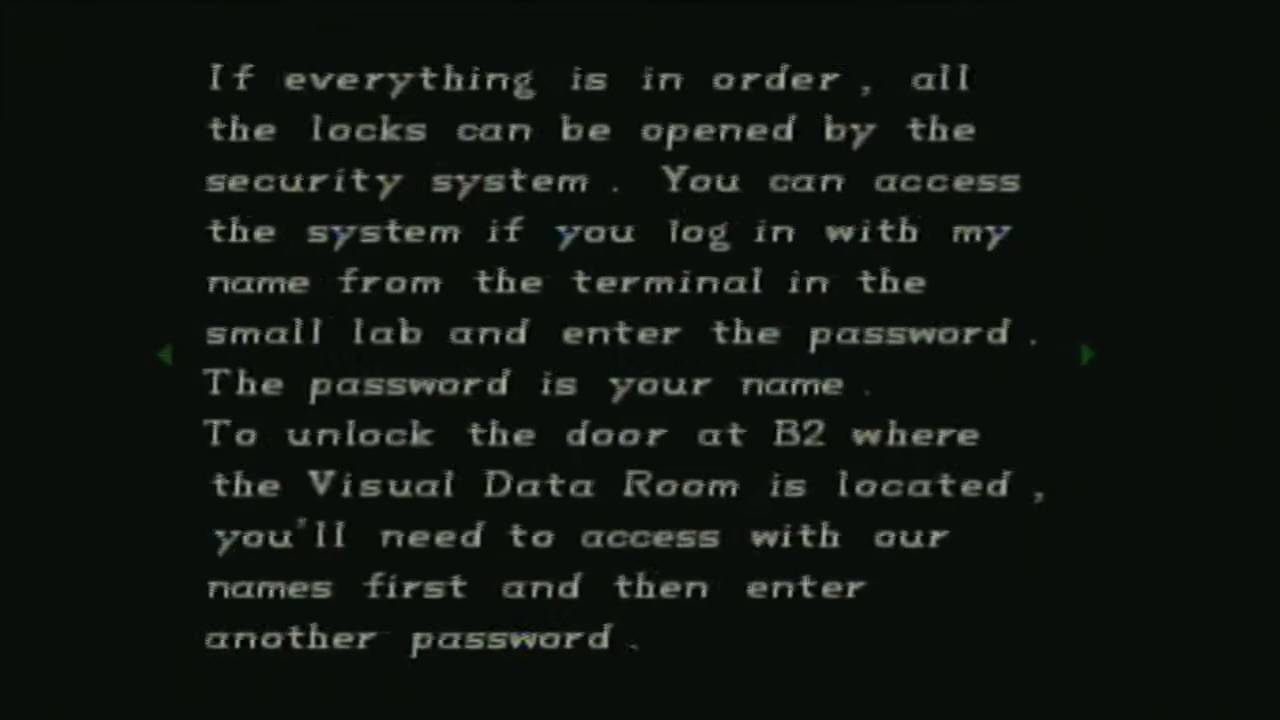 If everything is in order, all
the locks can be opened by the
security system. You can access
the system if you log in with my
name from the terminal in the
small lab and enter the password.
The password is your name.
To unlock the door at B2 where
the Visual Data Room is located,
you'll need to access with our
names first and then enter
another password.